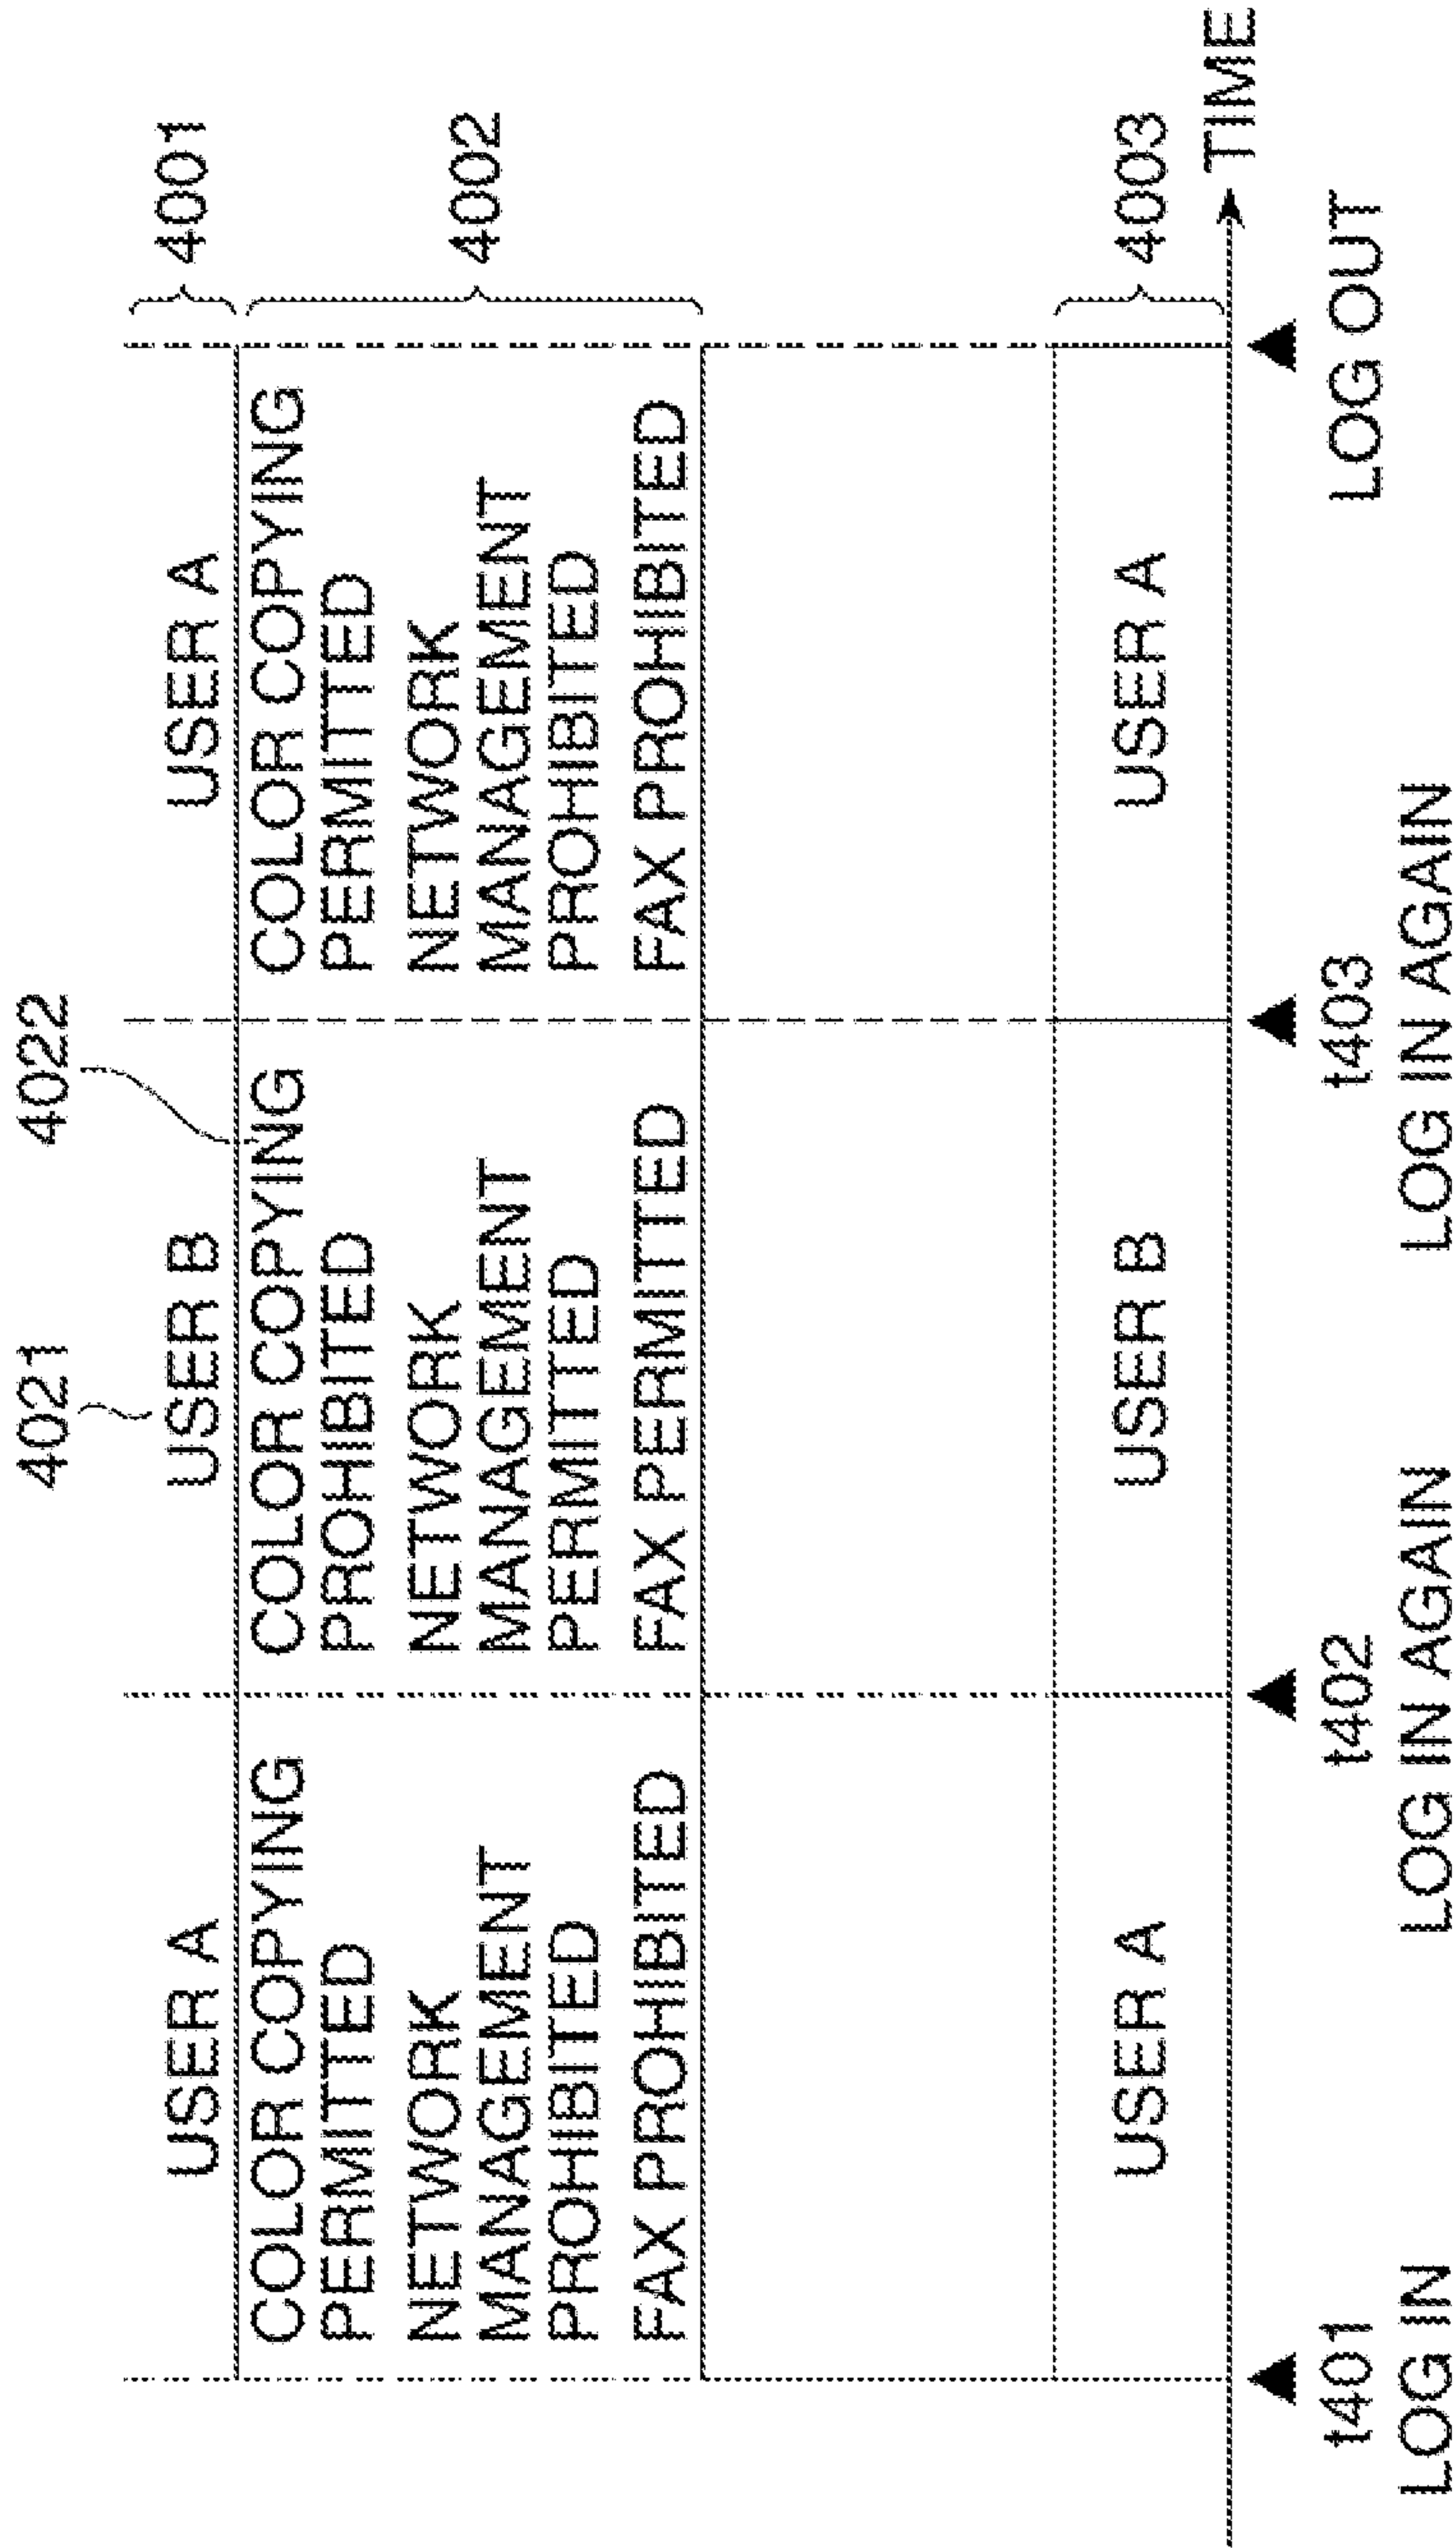 4021
4022
USER A
USER B
USER A
4001
COLOR COPYING
PERMITTED
NETWORK
MANAGEMENT
PROHIBITED
FAX PROHIBITED
COLOR COPYING
PROHIBITED
NETWORK
MANAGEMENT
PERMITTED
FAX PERMITTED
COLOR COPYING
PERMITTED
NETWORK
MANAGEMENT
PROHIBITED
FAX PROHIBITED
4002
USER A
USER B
USER A
4003
TIME
t401
LOG IN
t402
LOG IN AGAIN
t403
LOG IN AGAIN
LOG OUT